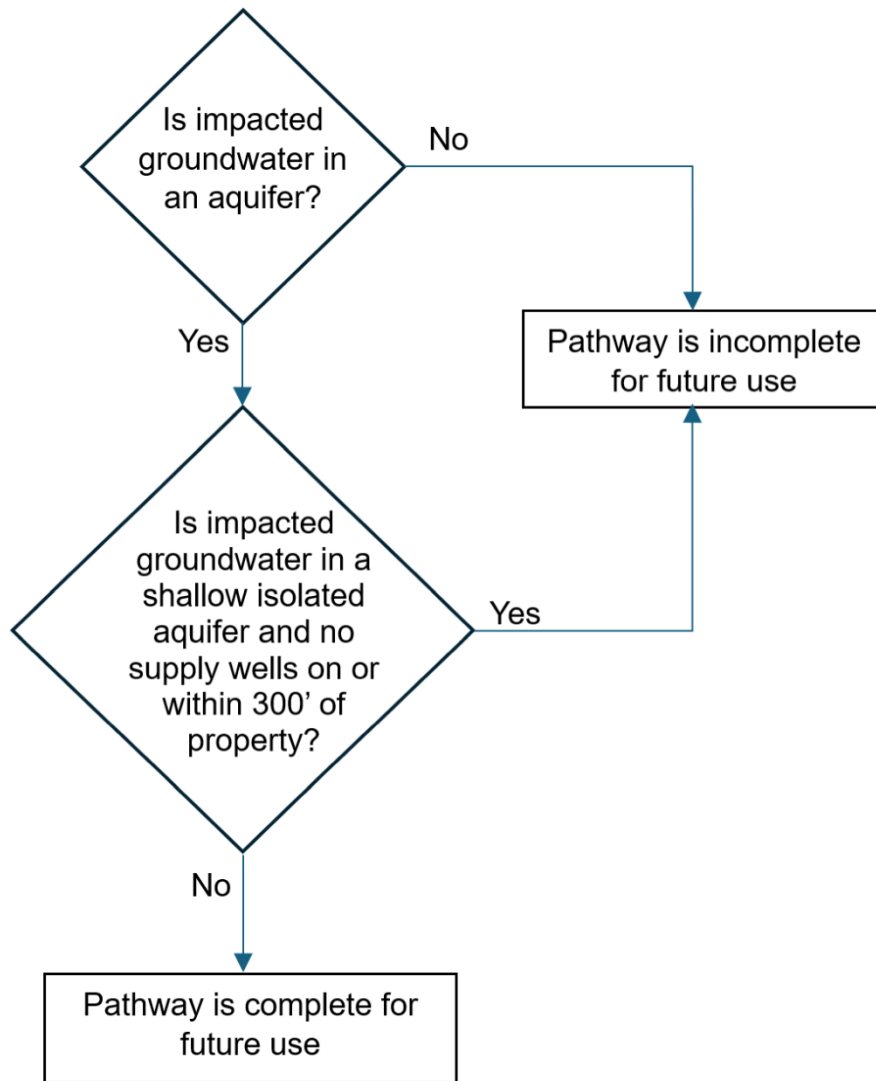 Is impacted
groundwater in
an aquifer?
No
Yes
Pathway is incomplete
for future use
Is impacted
groundwater in a
shallow isolated
aquifer and no
supply wells on or
within 300’ of
property?
Yes
No
Pathway is complete for
future use